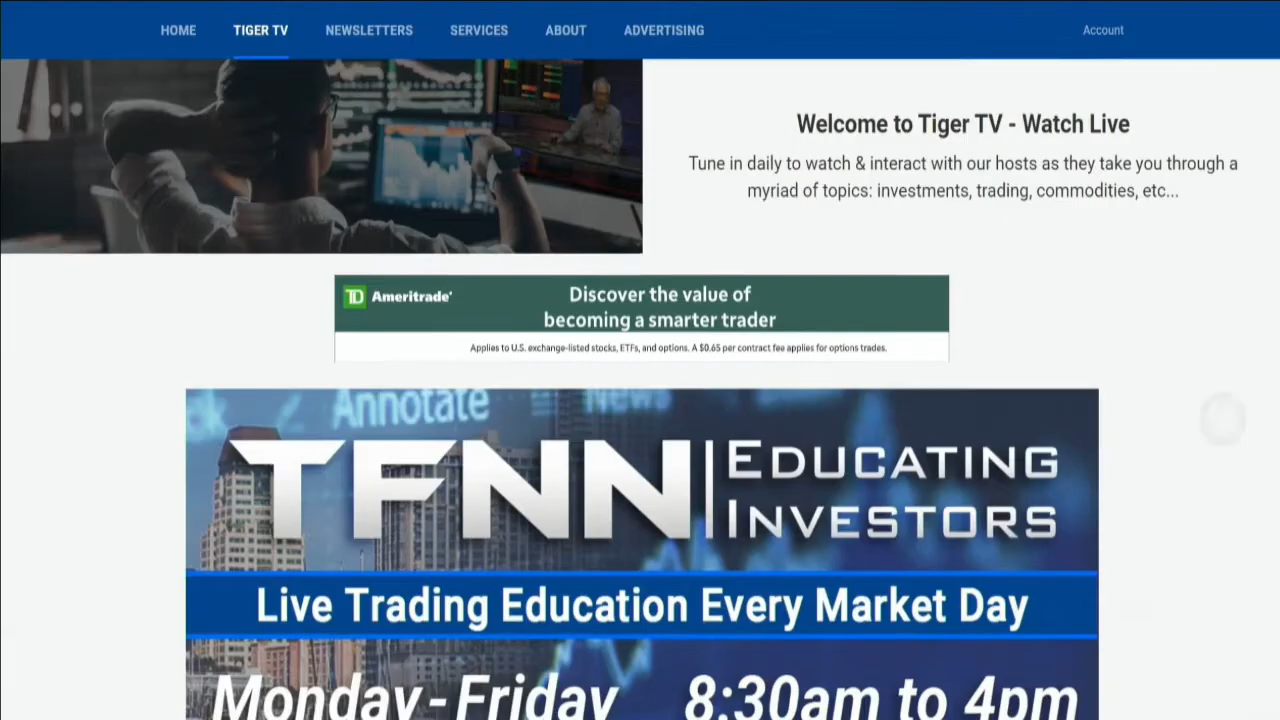 HOME TIGER TV NEWSLETTERS SERVICES ABOUT ADVERTISING Account
Welcome to Tiger TV - Watch Live
Tune in daily to watch & interact with our hosts as they take you through a
myriad of topics: investments, trading, commodities, etc...
TD Ameritrade
Discover the value of
becoming a smarter trader
Applies to U.S. exchange-listed stocks, ETFs, and options. A $0.65 per contract fee applies for options trades.
Annotate News
TFNN
EDUCATING
INVESTORS
Live Trading Education Every Market Day
Monday - Friday 8:30am to 4pm